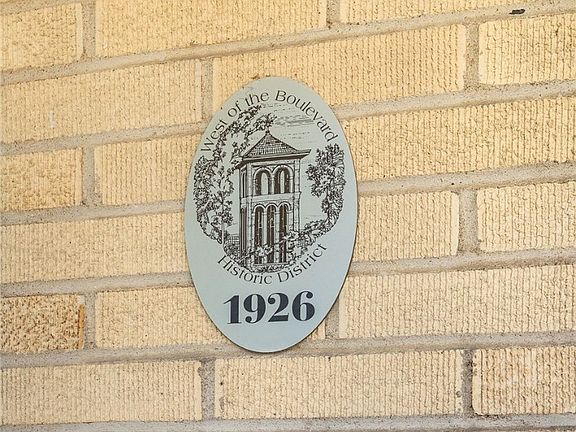 West of the Boulevard
Historic District
1926